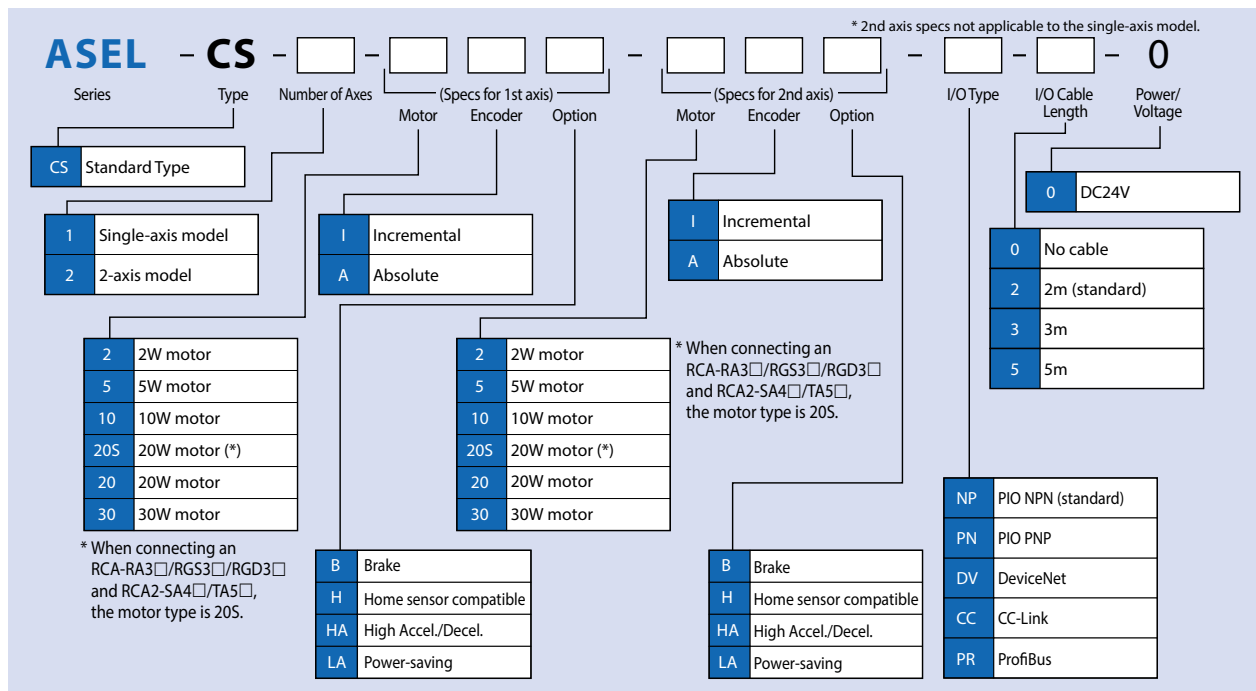 * 2nd axis specs not applicable to the single-axis model.
ASEL - CS - - - - - - 0
Series
Type
Number of Axes
(Specs for 1st axis)
Motor
Encoder
Option
(Specs for 2nd axis)
Motor
Encoder
Option
I/O Type
I/O Cable
Length
Power/
Voltage
CS Standard Type
1 Single-axis model
2 2-axis model
I Incremental
A Absolute
I Incremental
A Absolute
0 DC24V
0 No cable
2 2m (standard)
3 3m
5 5m
2 2W motor
5 5W motor
10 10W motor
20S 20W motor (*)
20 20W motor
30 30W motor
* When connecting an
RCA-RA3□/RGS3□/RGD3□
and RCA2-SA4□/TA5□,
the motor type is 20S.
2 2W motor
5 5W motor
10 10W motor
20S 20W motor (*)
20 20W motor
30 30W motor
* When connecting an
RCA-RA3□/RGS3□/RGD3□
and RCA2-SA4□/TA5□,
the motor type is 20S.
B Brake
H Home sensor compatible
HA High Accel./Decel.
LA Power-saving
B Brake
H Home sensor compatible
HA High Accel./Decel.
LA Power-saving
NP PIO NPN (standard)
PN PIO PNP
DV DeviceNet
CC CC-Link
PR ProfiBus